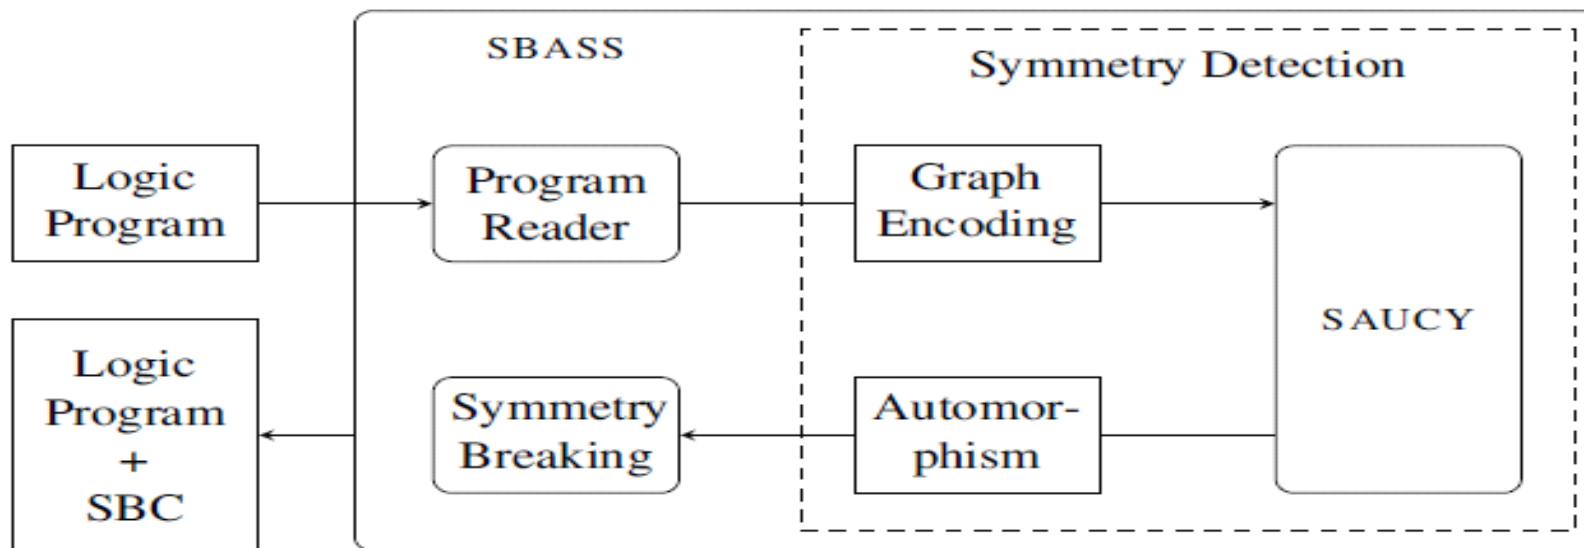 SBASS
Symmetry Detection
Logic
Program
Program
Reader
Graph
Encoding
SAUCY
Logic
Program
+
SBC
Symmetry
Breaking
Automor-
phism